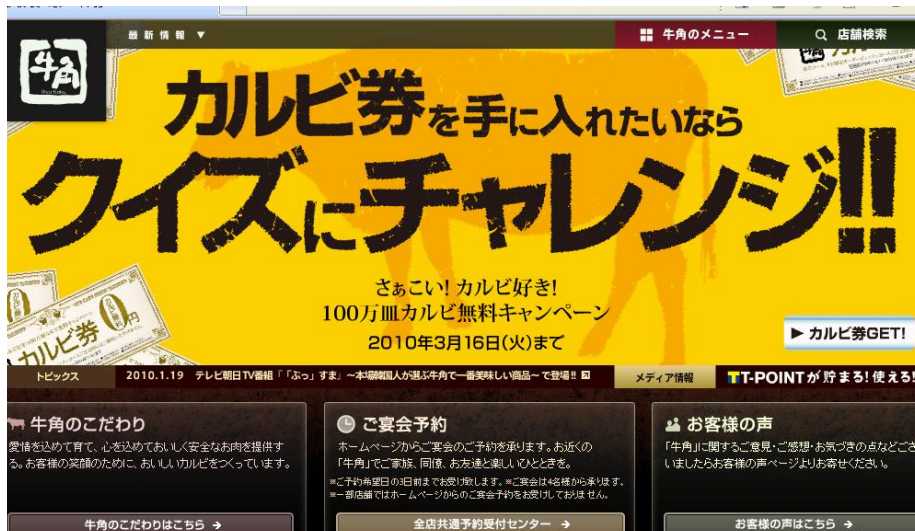 最新情報 ▼
牛角のメニュー
店舗検索
牛角
カルビ券を手に入れたいなら
クイズにチャレンジ!!
さぁこい!カルビ好き!
100万皿カルビ無料キャンペーン
2010年3月16日(火)まで
カルビ券
0
円
▶ カルビ券GET!
トピックス
2010.1.19 テレビ朝日TV番組「「ぷっ」すま」~本場韓国人が選ぶ牛角で一番美味しい商品~で登場!!
メディア情報
T-POINTが貯まる!使える!
牛角のこだわり
愛情を込めて育て、心を込めておいしく安全なお肉を提供す
る。お客様の笑顔のために、おいしいカルビをつくっています。
牛角のこだわりはこちら →
ご宴会予約
ホームページからご宴会のご予約を承ります。お近くの
「牛角」でご家族、同僚、お友達と楽しいひとときを。
※ご予約希望日の3日前までお受け致します。※ご宴会は4名様から承ります。
※一部店舗ではホームページからのご宴会予約をお受けしておりません。
全店共通予約受付センター →
お客様の声
「牛角」に関するご意見・ご感想・お気づきの点などござ
いましたらお客様の声ページよりお寄せください。
お客様の声はこちら →